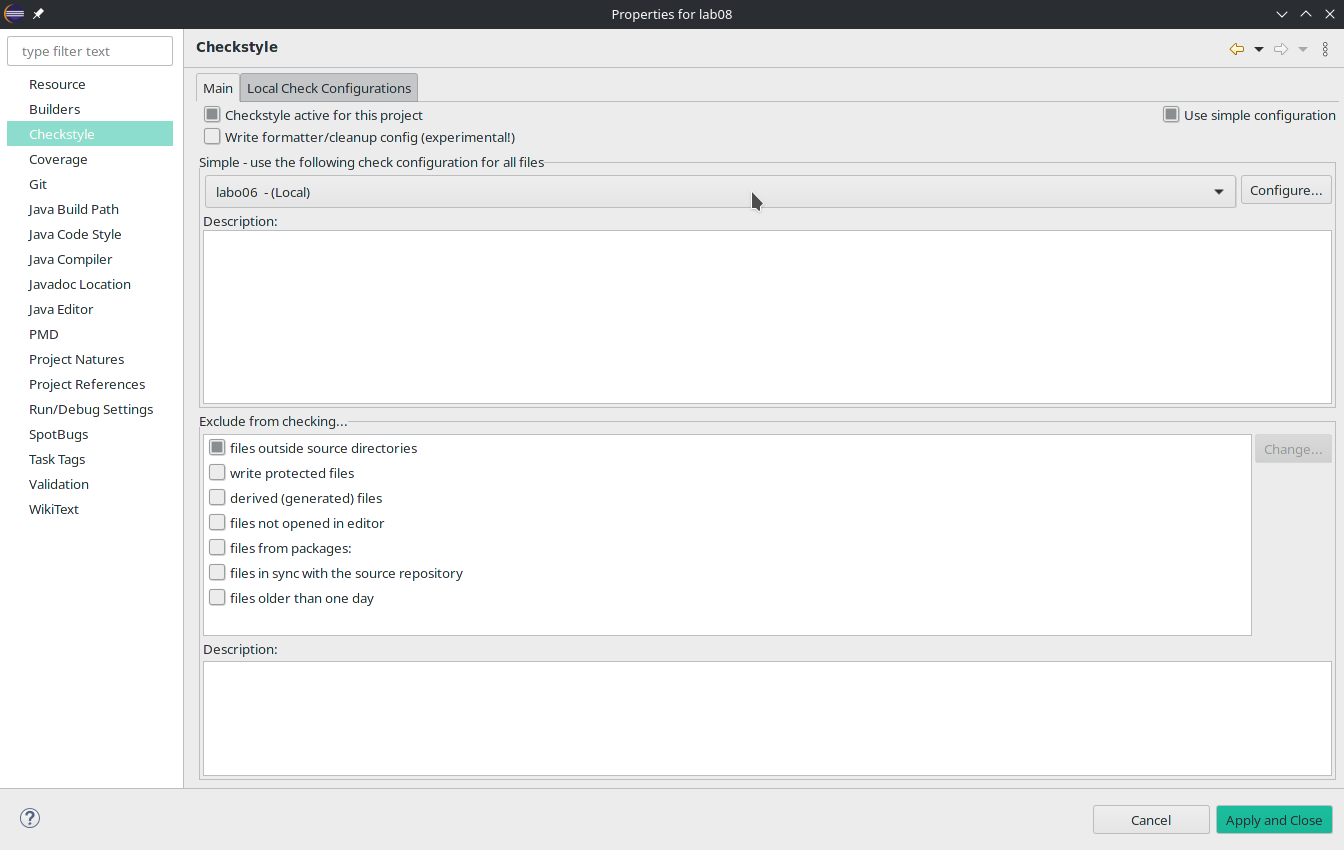 Properties for lab08
type filter text
Resource
Builders
Checkstyle
Coverage
Git
Java Build Path
Java Code Style
Java Compiler
Javadoc Location
Java Editor
PMD
Project Natures
Project References
Run/Debug Settings
SpotBugs
Task Tags
Validation
WikiText
Checkstyle
Main Local Check Configurations
Checkstyle active for this project Use simple configuration
Write formatter/cleanup config (experimental!)
Simple - use the following check configuration for all files
labo06 - (Local) Configure...
Description:
Exclude from checking...
files outside source directories Change...
write protected files
derived (generated) files
files not opened in editor
files from packages:
files in sync with the source repository
files older than one day
Description:
? Cancel Apply and Close